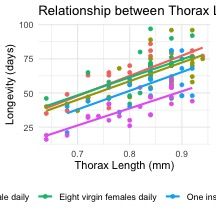 Relationship between Thorax L
Longevity (days)
100
75
50
25
0.7
0.8
0.9
Thorax Length (mm)
ale daily
Eight virgin females daily
One ins